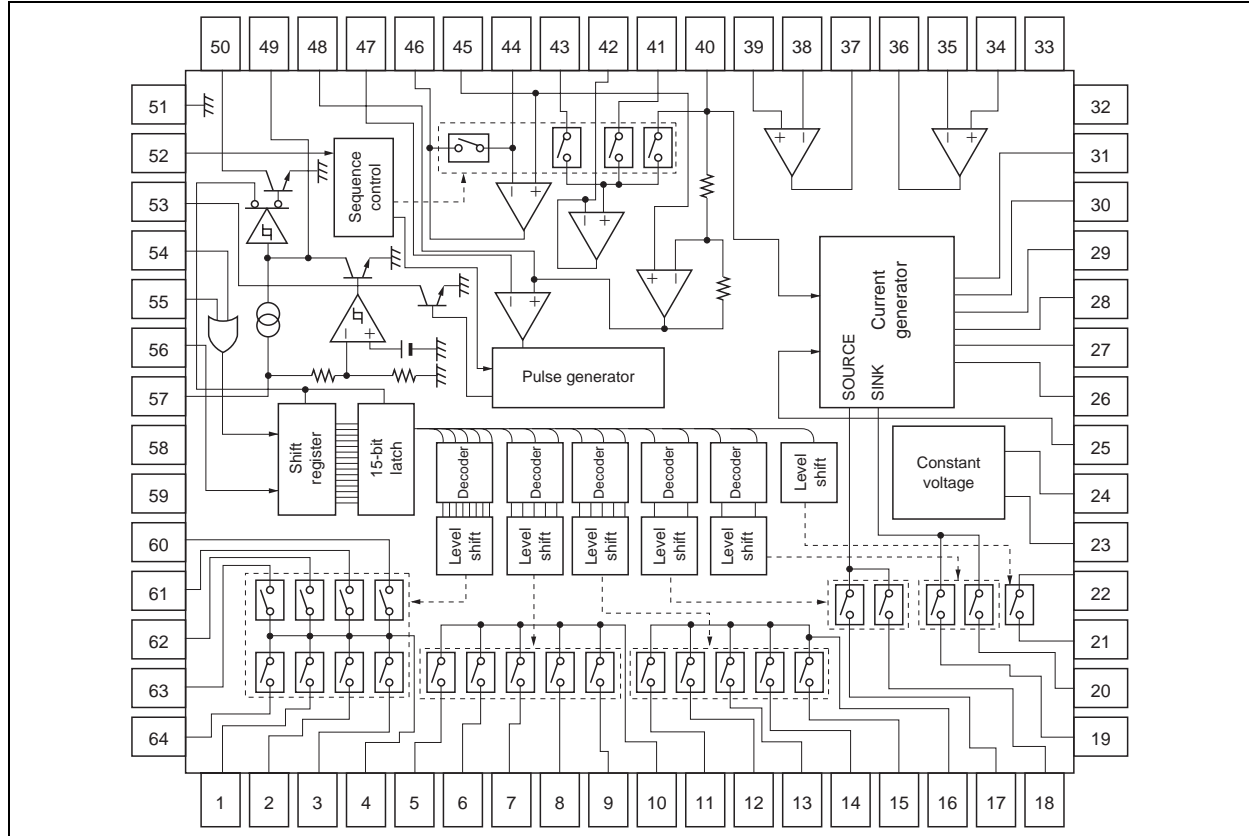 50 49 48 47 46 45 44 43 42 41 40 39 38 37 36 35 34 33
51
52
53
54
55
56
57
58
59
60
61
62
63
64
32
31
30
29
28
27
26
25
24
23
22
21
20
19
1 2 3 4 5 6 7 8 9 10 11 12 13 14 15 16 17 18
Sequence
control
− +
− +
− +
+ −
+ −
+ −
+ −
− +
Pulse generator
Current
generator
SOURCE
SINK
Constant
voltage
Shift
register
15-bit
latch
Decoder
Decoder
Decoder
Decoder
Decoder
Level
shift
Level
shift
Level
shift
Level
shift
Level
shift
Level
shift